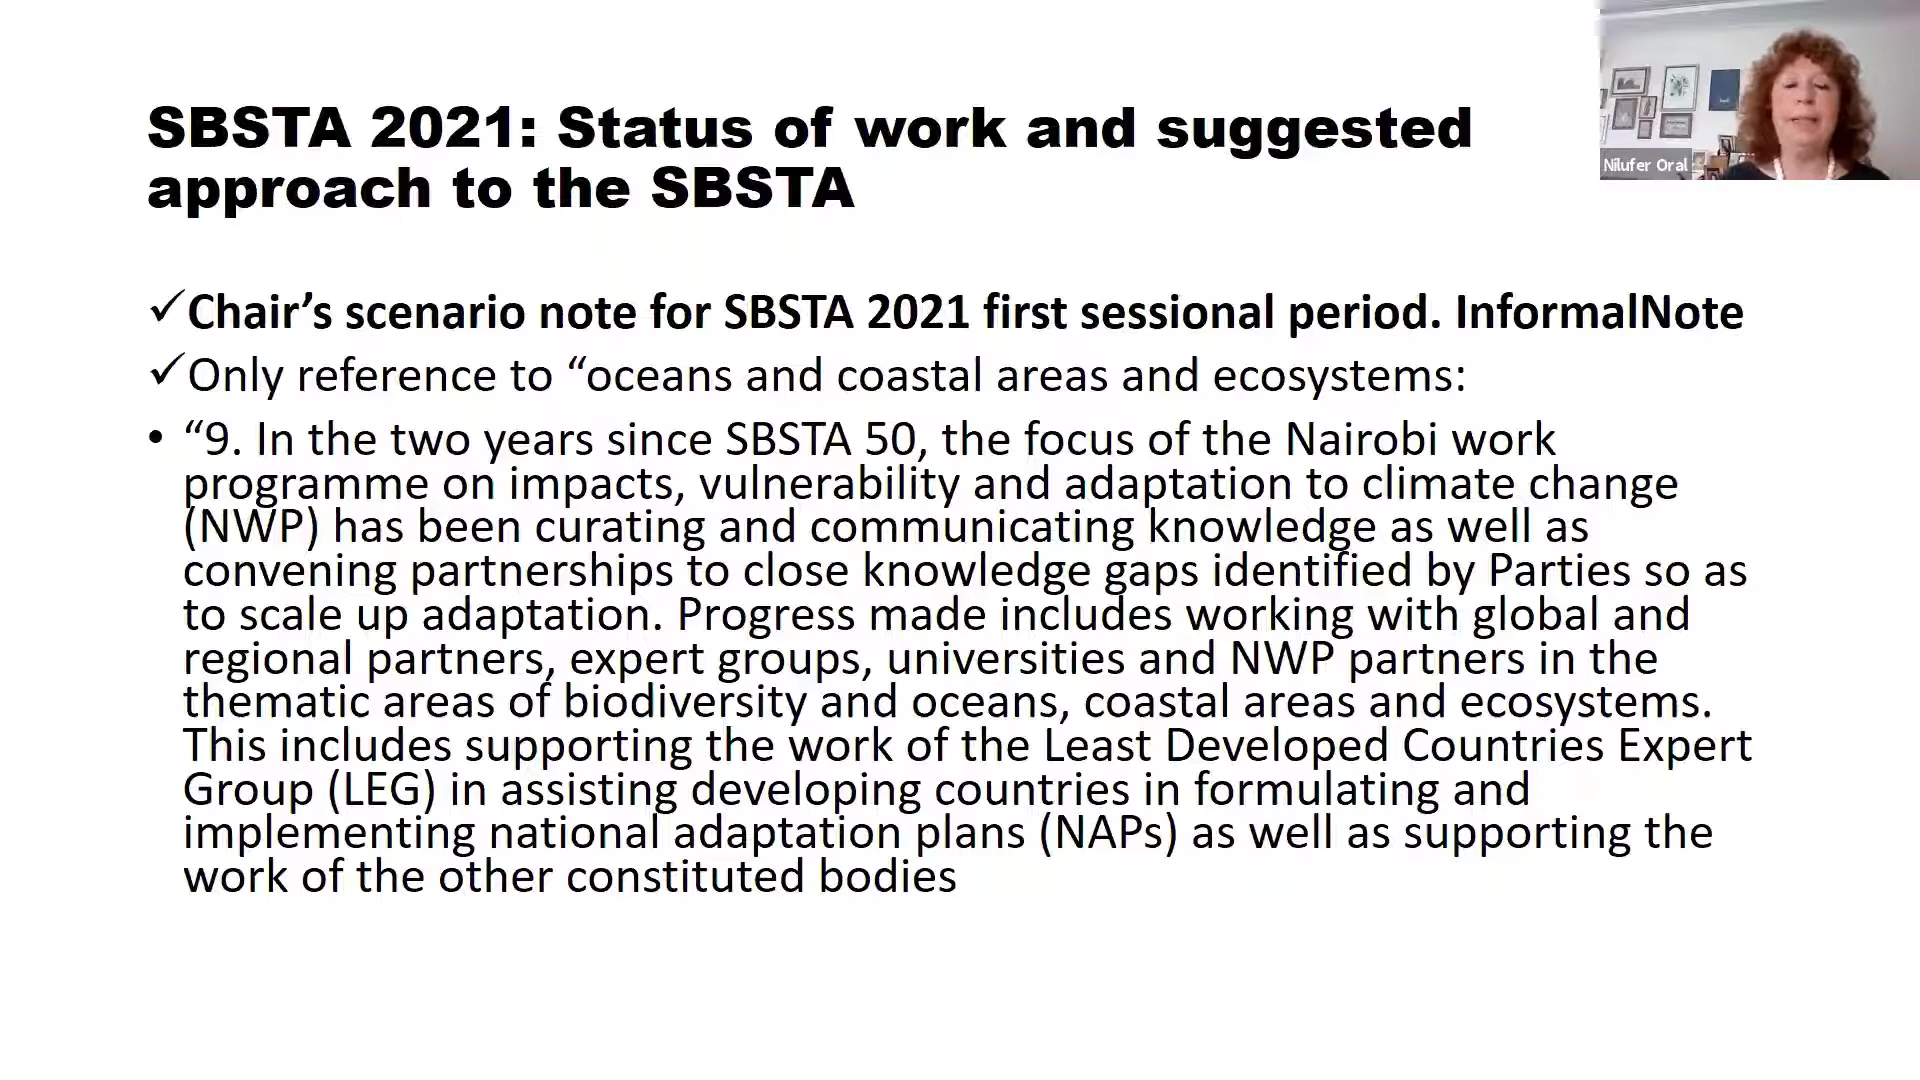 SBSTA 2021: Status of work and suggested
approach to the SBSTA
Nilufer Oral
✓Chair’s scenario note for SBSTA 2021 first sessional period. InformalNote
✓Only reference to “oceans and coastal areas and ecosystems:
• “9. In the two years since SBSTA 50, the focus of the Nairobi work
programme on impacts, vulnerability and adaptation to climate change
(NWP) has been curating and communicating knowledge as well as
convening partnerships to close knowledge gaps identified by Parties so as
to scale up adaptation. Progress made includes working with global and
regional partners, expert groups, universities and NWP partners in the
thematic areas of biodiversity and oceans, coastal areas and ecosystems.
This includes supporting the work of the Least Developed Countries Expert
Group (LEG) in assisting developing countries in formulating and
implementing national adaptation plans (NAPs) as well as supporting the
work of the other constituted bodies